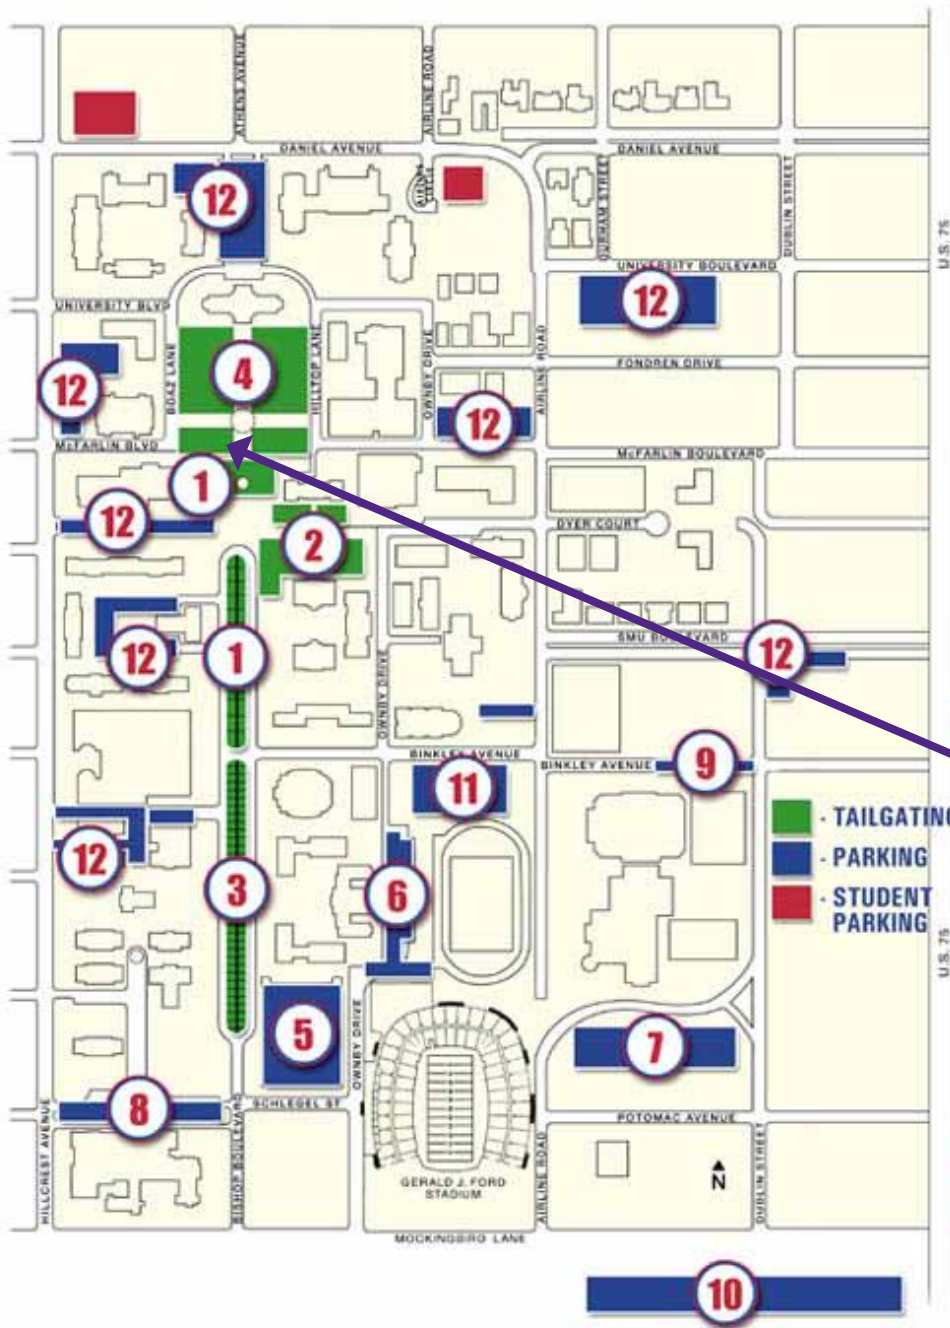 ATHENS AVENUE
AIRLINE ROAD
DANIEL AVENUE
DANIEL AVENUE
12
DURHAM STREET
DUBLIN STREET
U.S. 75
UNIVERSITY BOULEVARD
12
UNIVERSITY BLVD
BOAZ LANE
4
HILLTOP LANE
OWNBY DRIVE
AIRLINE ROAD
FONDREN DRIVE
12
12
McFARLIN BLVD
McFARLIN BOULEVARD
1
12
DYER COURT
2
SMU BOULEVARD
12
1
12
OWNBY DRIVE
BINKLEY AVENUE
BINKLEY AVENUE
9
11
- TAILGATING
- PARKING
- STUDENT
PARKING
12
3
6
U.S. 75
5
OWNBY DRIVE
7
8
SCHLEGEL ST
POTOMAC AVENUE
HILLCREST AVENUE
BISHOP BOULEVARD
GERALD J. FORD
STADIUM
AIRLINE ROAD
N
DUBLIN STREET
MOCKINGBIRD LANE
10